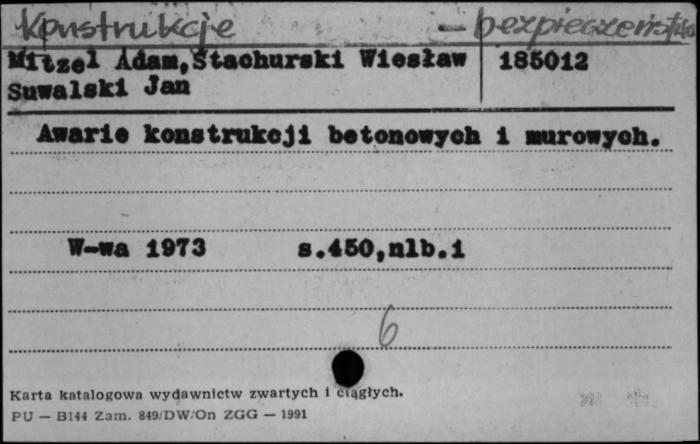 Konstrukcje – bezpieczeństwo
Mitzel Adam,Stachurski Wiesław 185012
Suwalski Jan
Awarie konstrukcji betonowych i murowych.
W-wa 1973 s.450,nlb.1
6
Karta katalogowa wydawnictw zwartych i ciągłych.
PU — B144 Zam. 849/DW/On ZGG — 1991